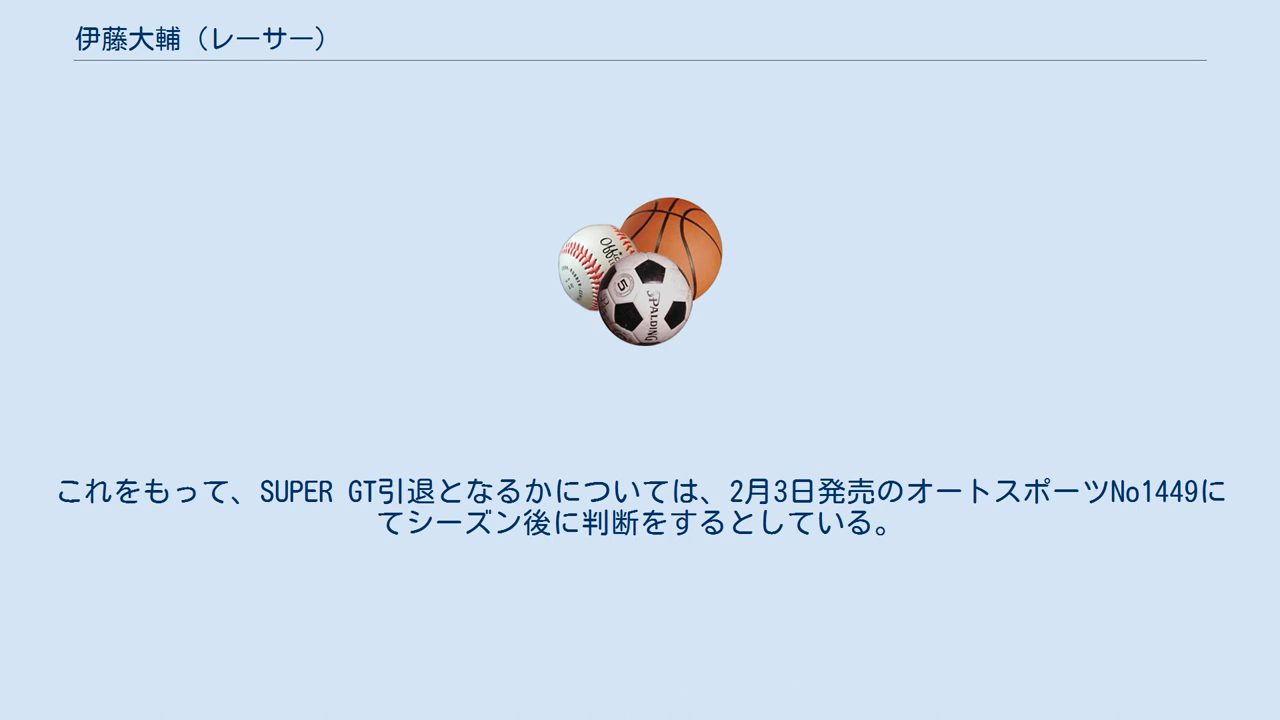 伊藤大輔（レーサー）
Offic
5
SPALDING
これをもって、SUPER GT引退となるかについては、2月3日発売のオートスポーツNo1449に
てシーズン後に判断をするとしている。